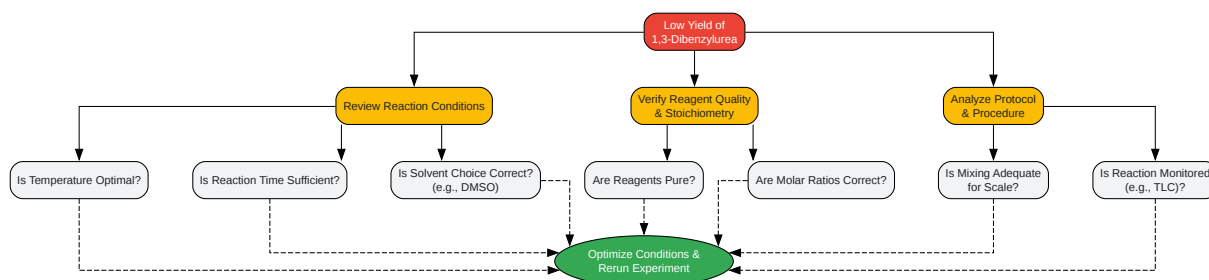 Low Yield of
1,3-Dibenzylurea
Review Reaction Conditions
Verify Reagent Quality
& Stoichiometry
Analyze Protocol
& Procedure
Is Temperature Optimal?
Is Reaction Time Sufficient?
Is Solvent Choice Correct?
(e.g., DMSO)
Are Reagents Pure?
Are Molar Ratios Correct?
Is Mixing Adequate
for Scale?
Is Reaction Monitored
(e.g., TLC)?
Optimize Conditions &
Rerun Experiment